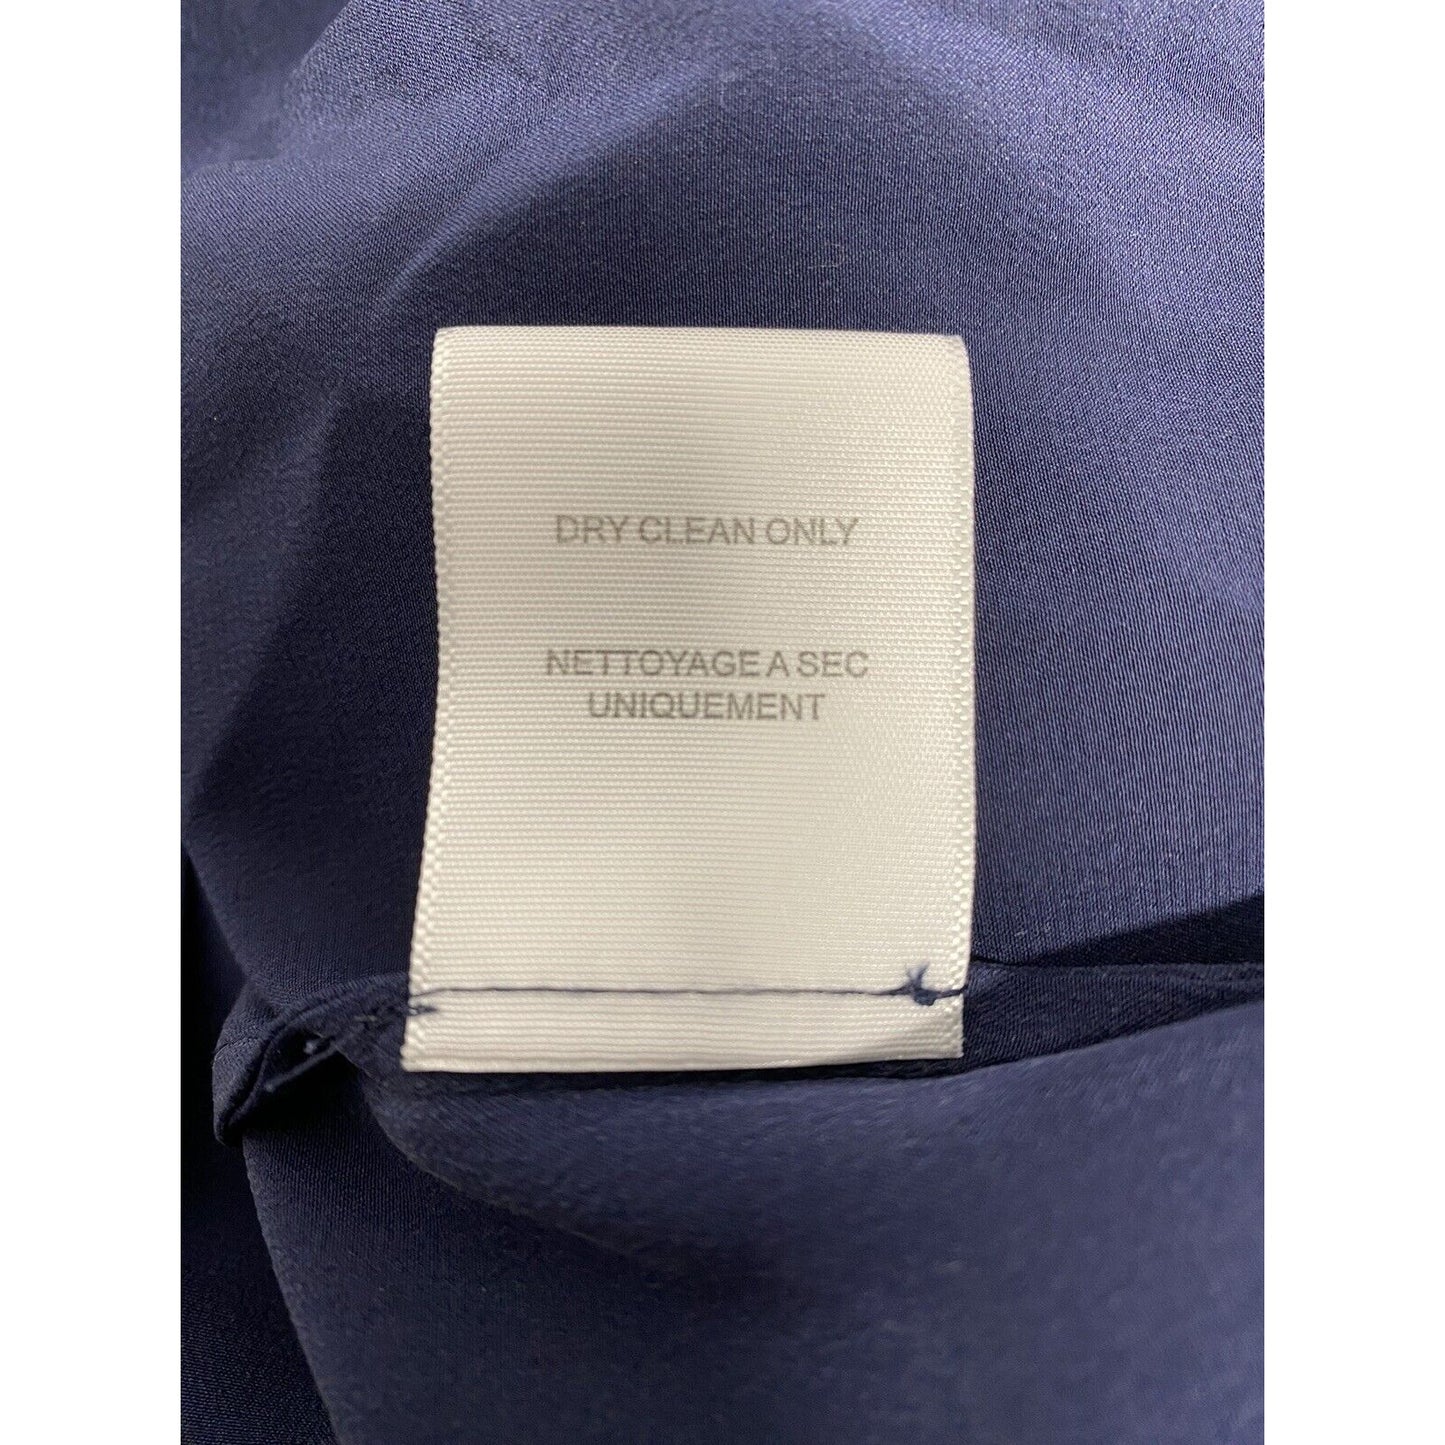 DRY CLEAN ONLY
NETTOYAGE A SEC
UNIQUEMENT